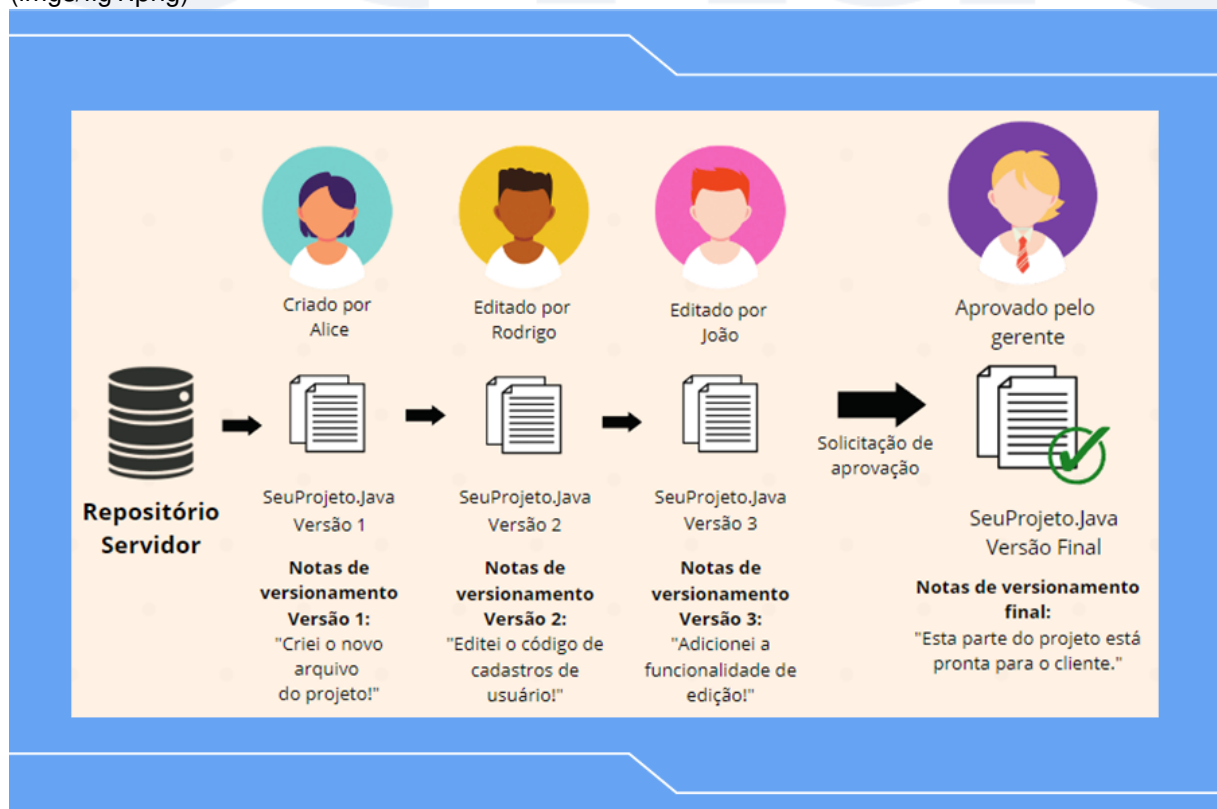 Criado por
Alice
Editado por
Rodrigo
Editado por
João
Aprovado pelo
gerente
Repositório
Servidor
SeuProjeto.Java
Versão 1
Notas de
versionamento
Versão 1:
"Criei o novo
arquivo
do projeto!"
SeuProjeto.Java
Versão 2
Notas de
versionamento
Versão 2:
"Editei o código de
cadastros de
usuário!"
SeuProjeto.Java
Versão 3
Notas de
versionamento
Versão 3:
"Adicionei a
funcionalidade de
edição!"
Solicitação de
aprovação
SeuProjeto.Java
Versão Final
Notas de versionamento
final:
"Esta parte do projeto está
pronta para o cliente."